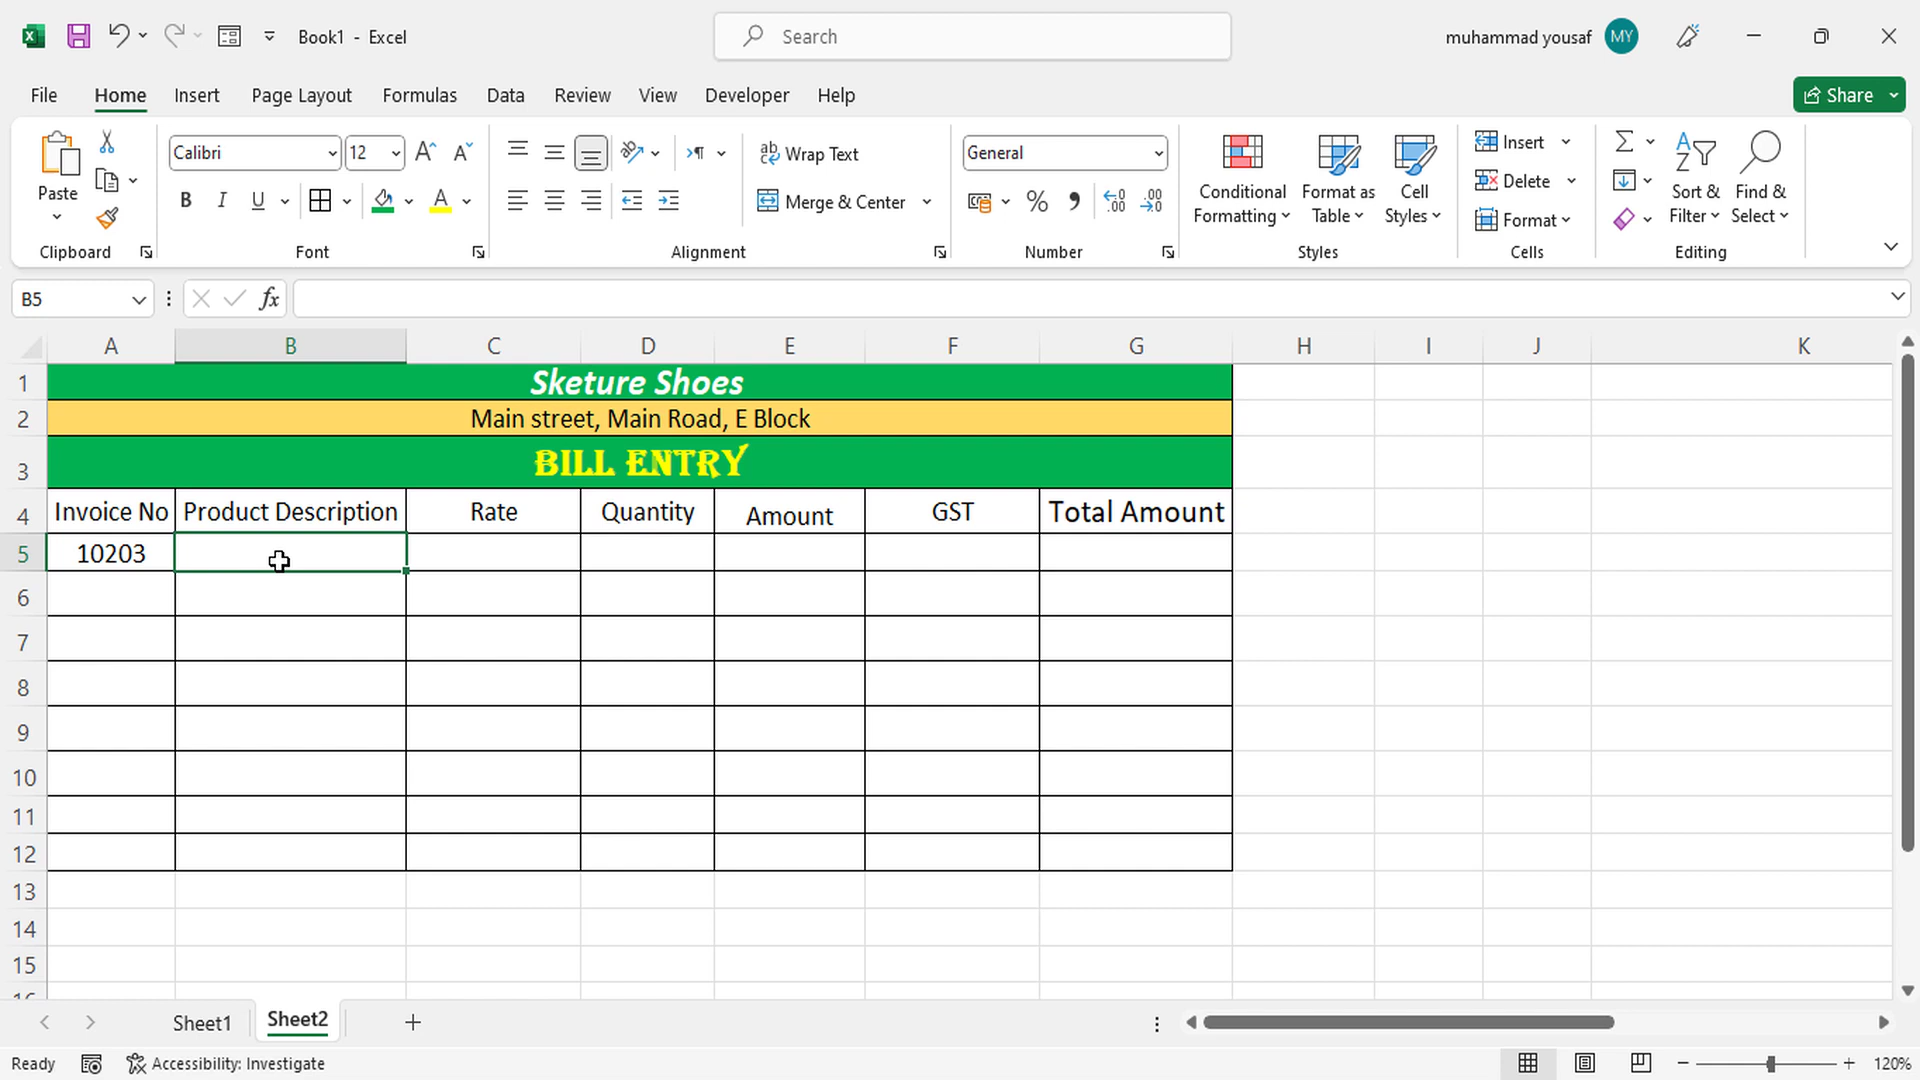 Book1 - Excel
Search
muhammad yousaf
MY
File Home Insert Page Layout Formulas Data Review View Developer Help
Share
Paste
Clipboard
Calibri 12
B I U A
Font
Wrap Text
Merge & Center
Alignment
General
% 9
Number
Conditional Formatting
Format as Table
Cell Styles
Styles
Insert
Delete
Format
Cells
Sort & Filter
Find & Select
Editing
B5
fx
A B C D E F G H I J K
1 Sketure Shoes
2 Main street, Main Road, E Block
3 BILL ENTRY
4 Invoice No Product Description Rate Quantity Amount GST Total Amount
5 10203
6
7
8
9
10
11
12
13
14
15
16
Sheet1 Sheet2
Ready Accessibility: Investigate 120%